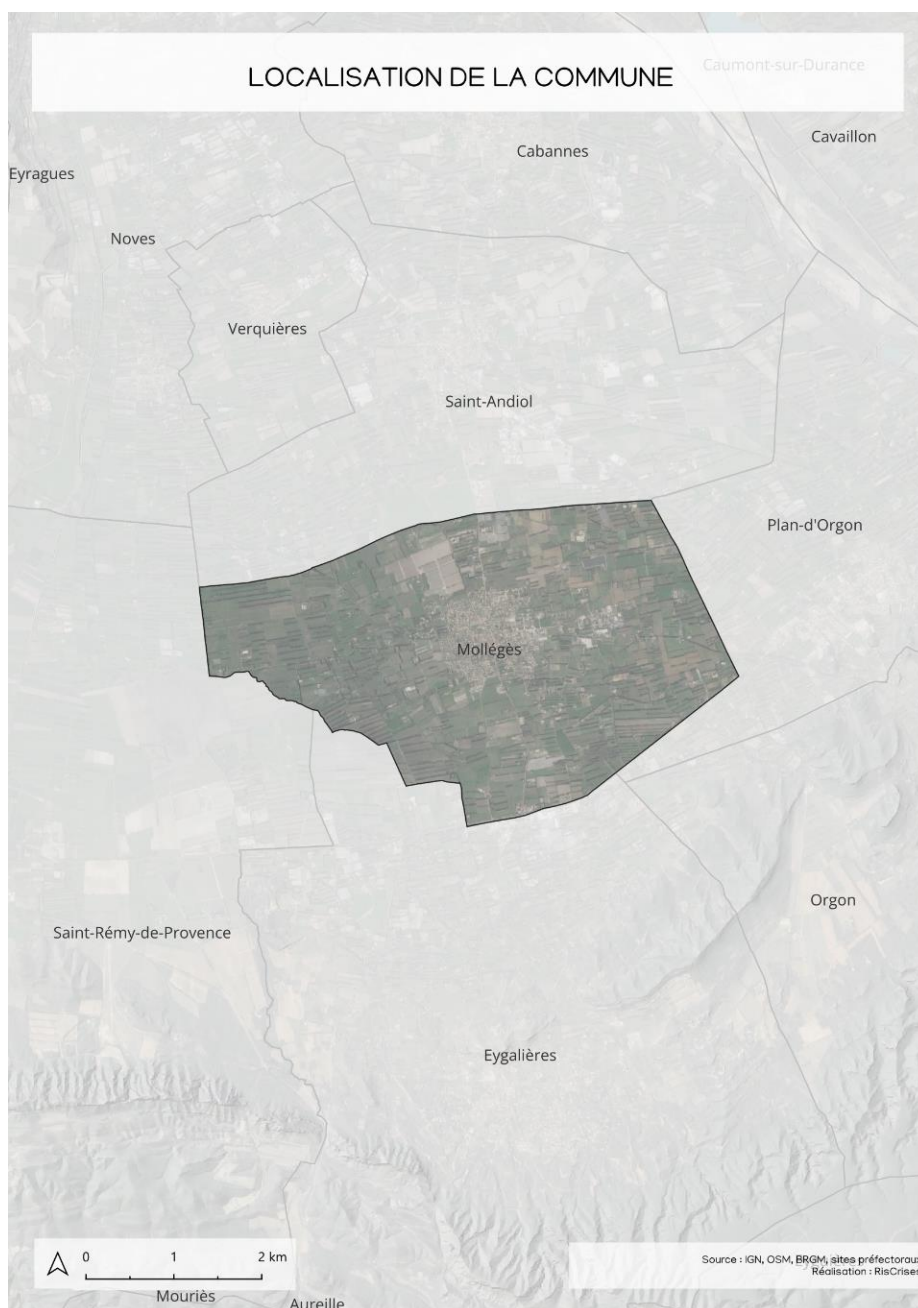 LOCALISATION DE LA COMMUNE
Caumont-sur-Durance
Cavaillon
Cabannes
Eyragues
Noves
Verquières
Saint-Andiol
Plan-d'Orgon
Mollégès
Orgon
Saint-Rémy-de-Provence
Eygalières
0 1 2 km
Source : IGN, OSM, BRGM, sites préfectoraux
Réalisation : RisCrises
Mouriès
Aureille